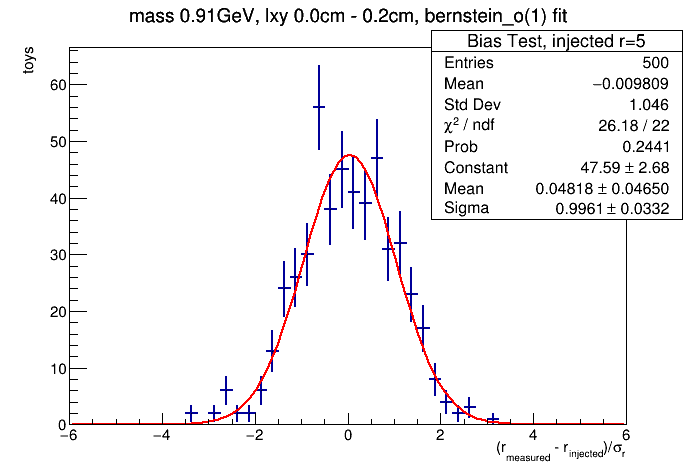 mass 0.91GeV, lxy 0.0cm - 0.2cm, bernstein_o(1) fit
toys
Bias Test, injected r=5
Entries 500
Mean −0.009809
Std Dev 1.046
χ² / ndf 26.18 / 22
Prob 0.2441
Constant 47.59 ± 2.68
Mean 0.04818 ± 0.04650
Sigma 0.9961 ± 0.0332
60
50
40
30
20
10
0
−6 −4 −2 0 2 4 6
(r_measured - r_injected)/σ_r